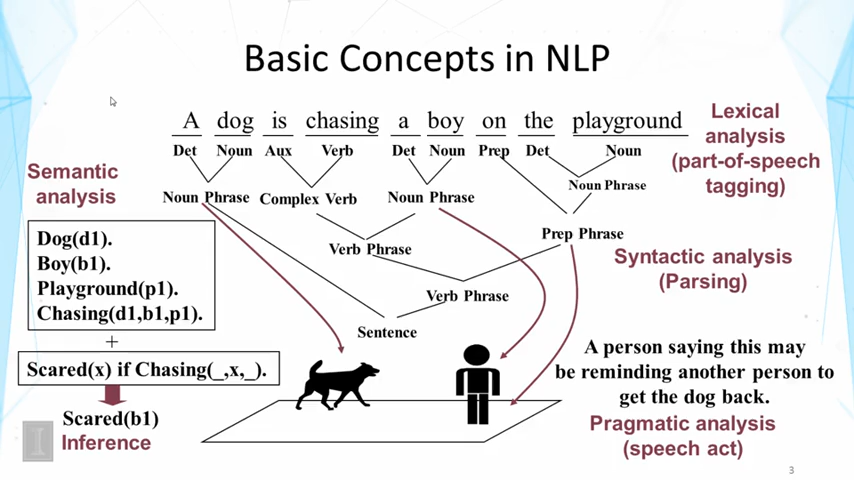 Basic Concepts in NLP
A dog is chasing a boy on the playground
Det Noun Aux Verb Det Noun Prep Det Noun
Lexical
analysis
(part-of-speech
tagging)
Semantic
analysis
Noun Phrase Complex Verb Noun Phrase Noun Phrase
Dog(d1).
Boy(b1).
Playground(p1).
Chasing(d1,b1,p1).
+
Scared(x) if Chasing(_,x,_).
Scared(b1)
Inference
Verb Phrase
Prep Phrase
Verb Phrase
Sentence
Syntactic analysis
(Parsing)
A person saying this may
be reminding another person to
get the dog back.
Pragmatic analysis
(speech act)
I
3